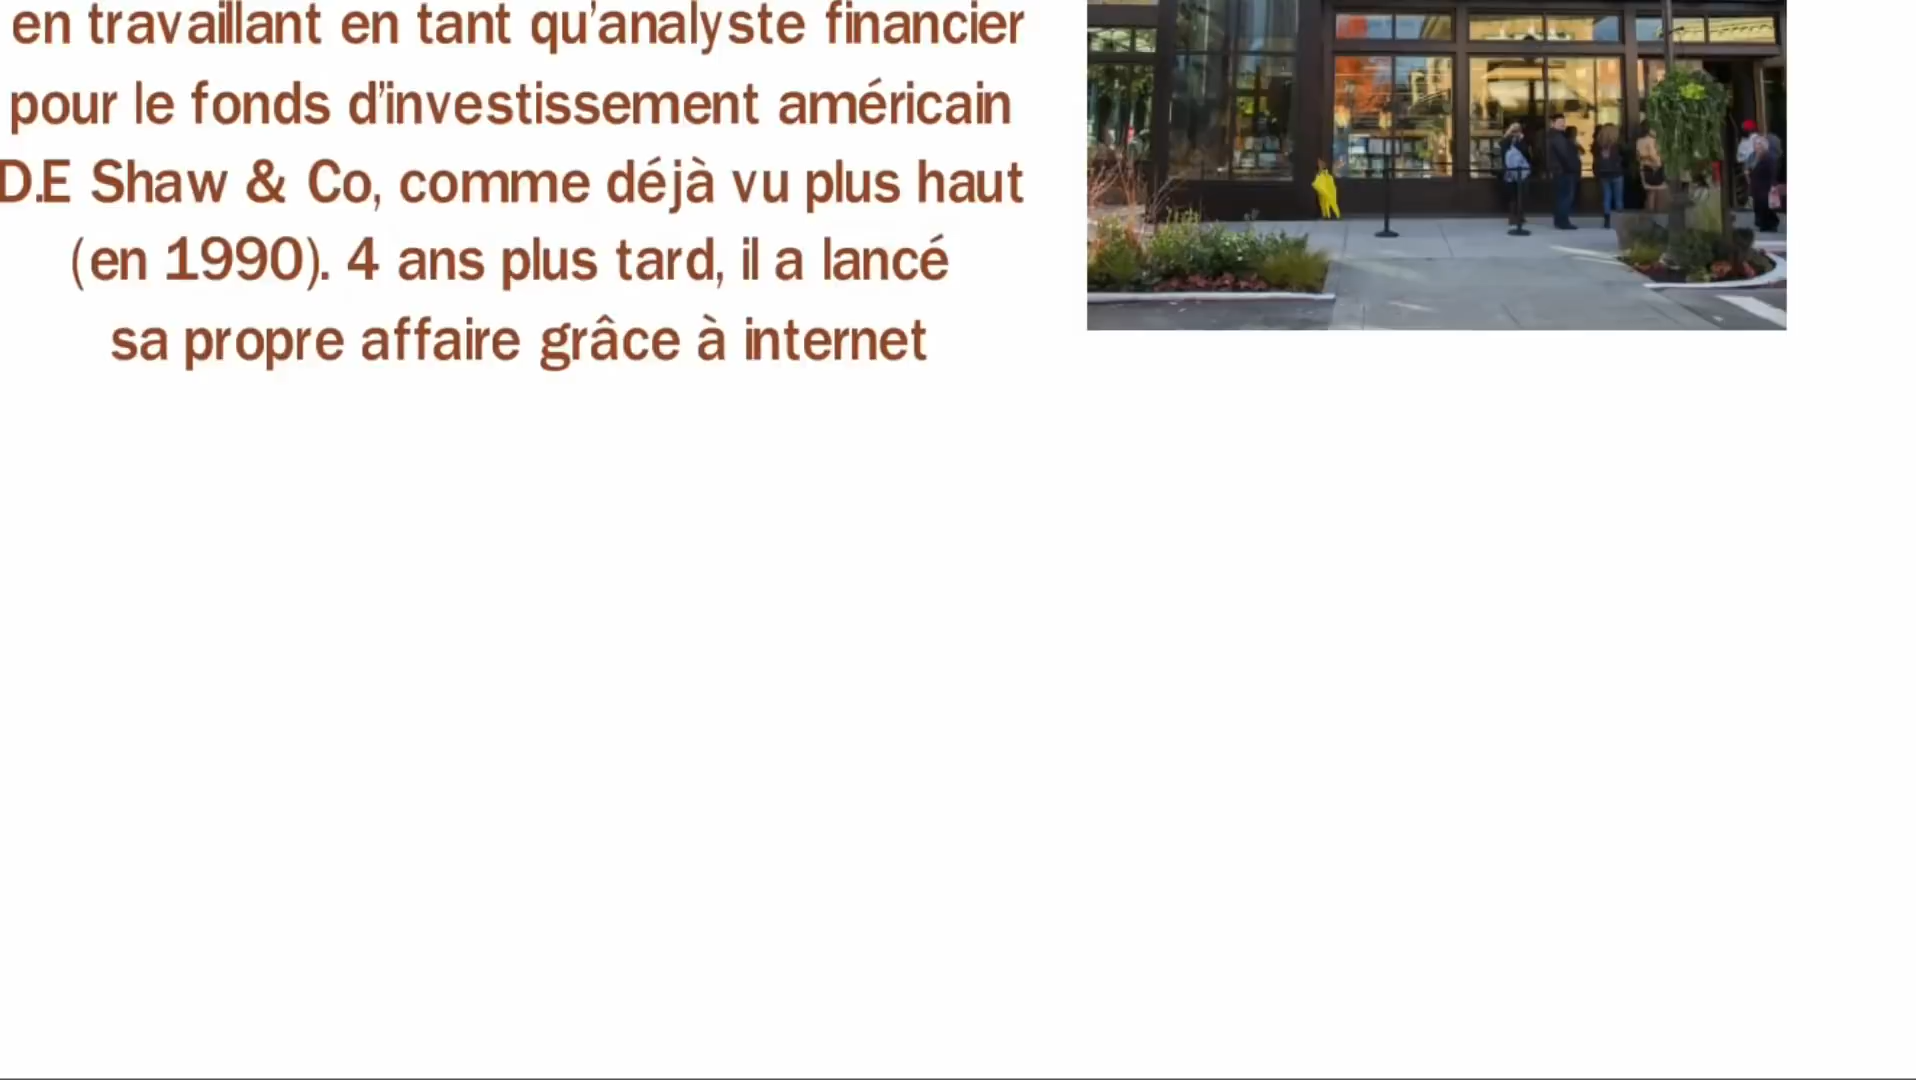 en travaillant en tant qu'analyste financier
pour le fonds d'investissement américain
D.E Shaw & Co, comme déjà vu plus haut
(en 1990). 4 ans plus tard, il a lancé
sa propre affaire grâce à internet